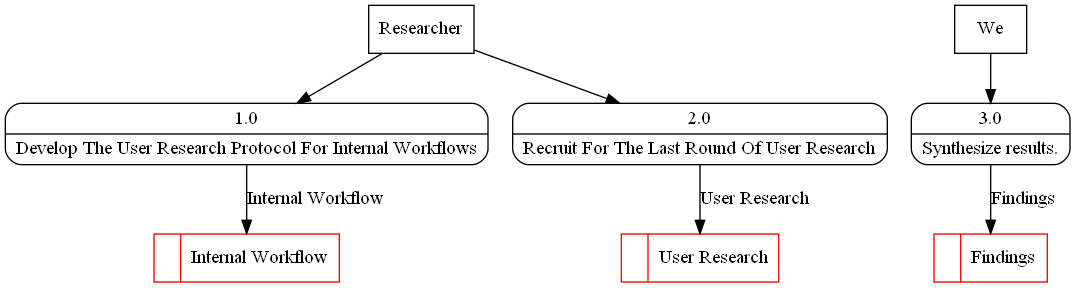 Researcher
We
1.0
Develop The User Research Protocol For Internal Workflows
2.0
Recruit For The Last Round Of User Research
3.0
Synthesize results.
Internal Workflow
User Research
Findings
Internal Workflow
User Research
Findings